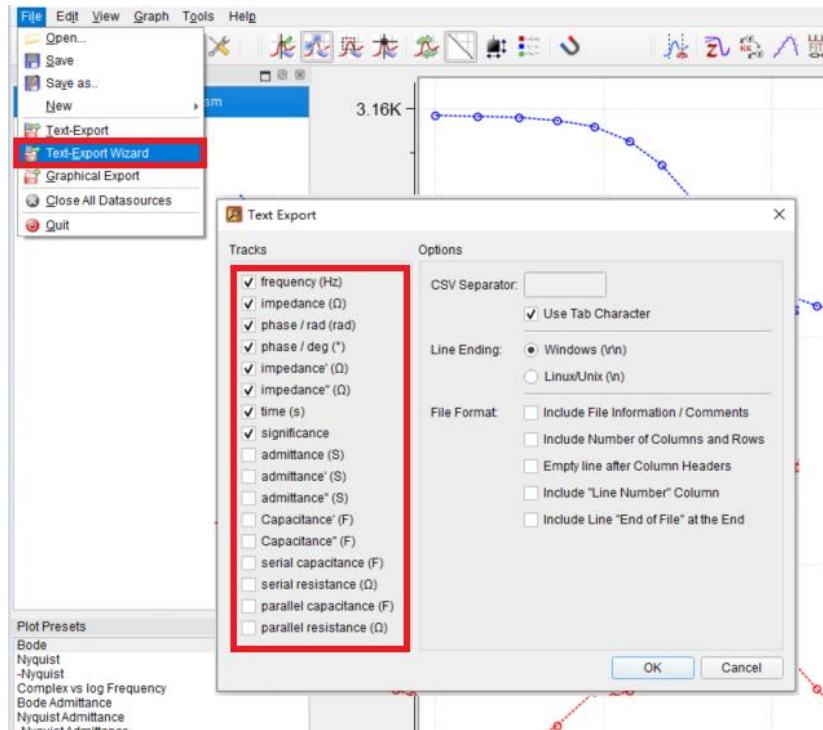 File Edit View Graph Tools Help
Open...
Save
Save as..
New
sm
Text-Export
Text-Export Wizard
Graphical Export
Close All Datasources
Quit
3.16K
Text Export
Tracks
frequency (Hz)
impedance (Ω)
phase / rad (rad)
phase / deg (°)
impedance' (Ω)
impedance" (Ω)
time (s)
significance
admittance (S)
admittance' (S)
admittance" (S)
Capacitance' (F)
Capacitance" (F)
serial capacitance (F)
serial resistance (Ω)
parallel capacitance (F)
parallel resistance (Ω)
Options
CSV Separator:
Use Tab Character
Line Ending:
Windows (\r\n)
Linux/Unix (\n)
File Format:
Include File Information / Comments
Include Number of Columns and Rows
Empty line after Column Headers
Include "Line Number" Column
Include Line "End of File" at the End
OK Cancel
Plot Presets
Bode
Nyquist
-Nyquist
Complex vs log Frequency
Bode Admittance
Nyquist Admittance